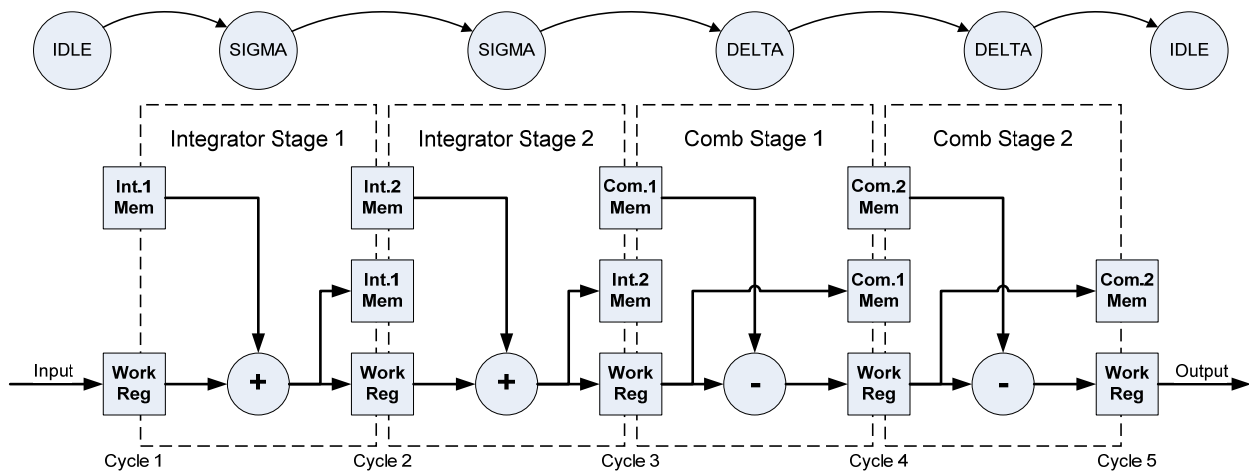 IDLE SIGMA SIGMA DELTA DELTA IDLE
Integrator Stage 1 Integrator Stage 2 Comb Stage 1 Comb Stage 2
Int.1 Int.2 Com.1 Com.2
Mem Mem Mem Mem
Int.1 Int.2 Com.1 Com.2
Mem Mem Mem Mem
Input Work + Work + Work - Work - Work Output
Reg Reg Reg Reg Reg
Cycle 1 Cycle 2 Cycle 3 Cycle 4 Cycle 5